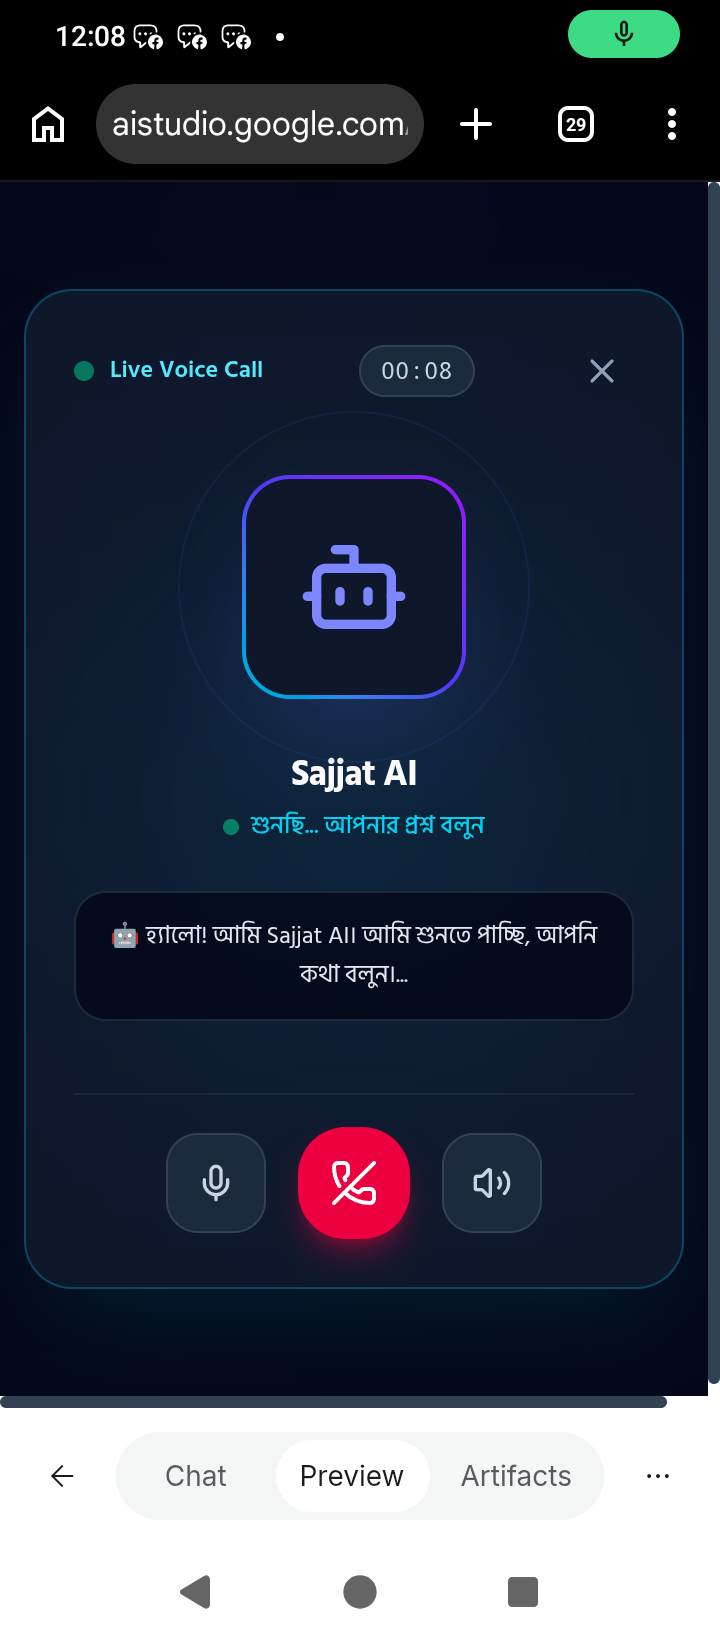 12:08
aistudio.google.com/
29
Live Voice Call
00:08
Sajjat AI
শুনছি... আপনার প্রশ্ন বলুন
🤖 হ্যালো! আমি Sajjat AI। আমি শুনতে পাচ্ছি, আপনি
কথা বলুন।...
Chat
Preview
Artifacts